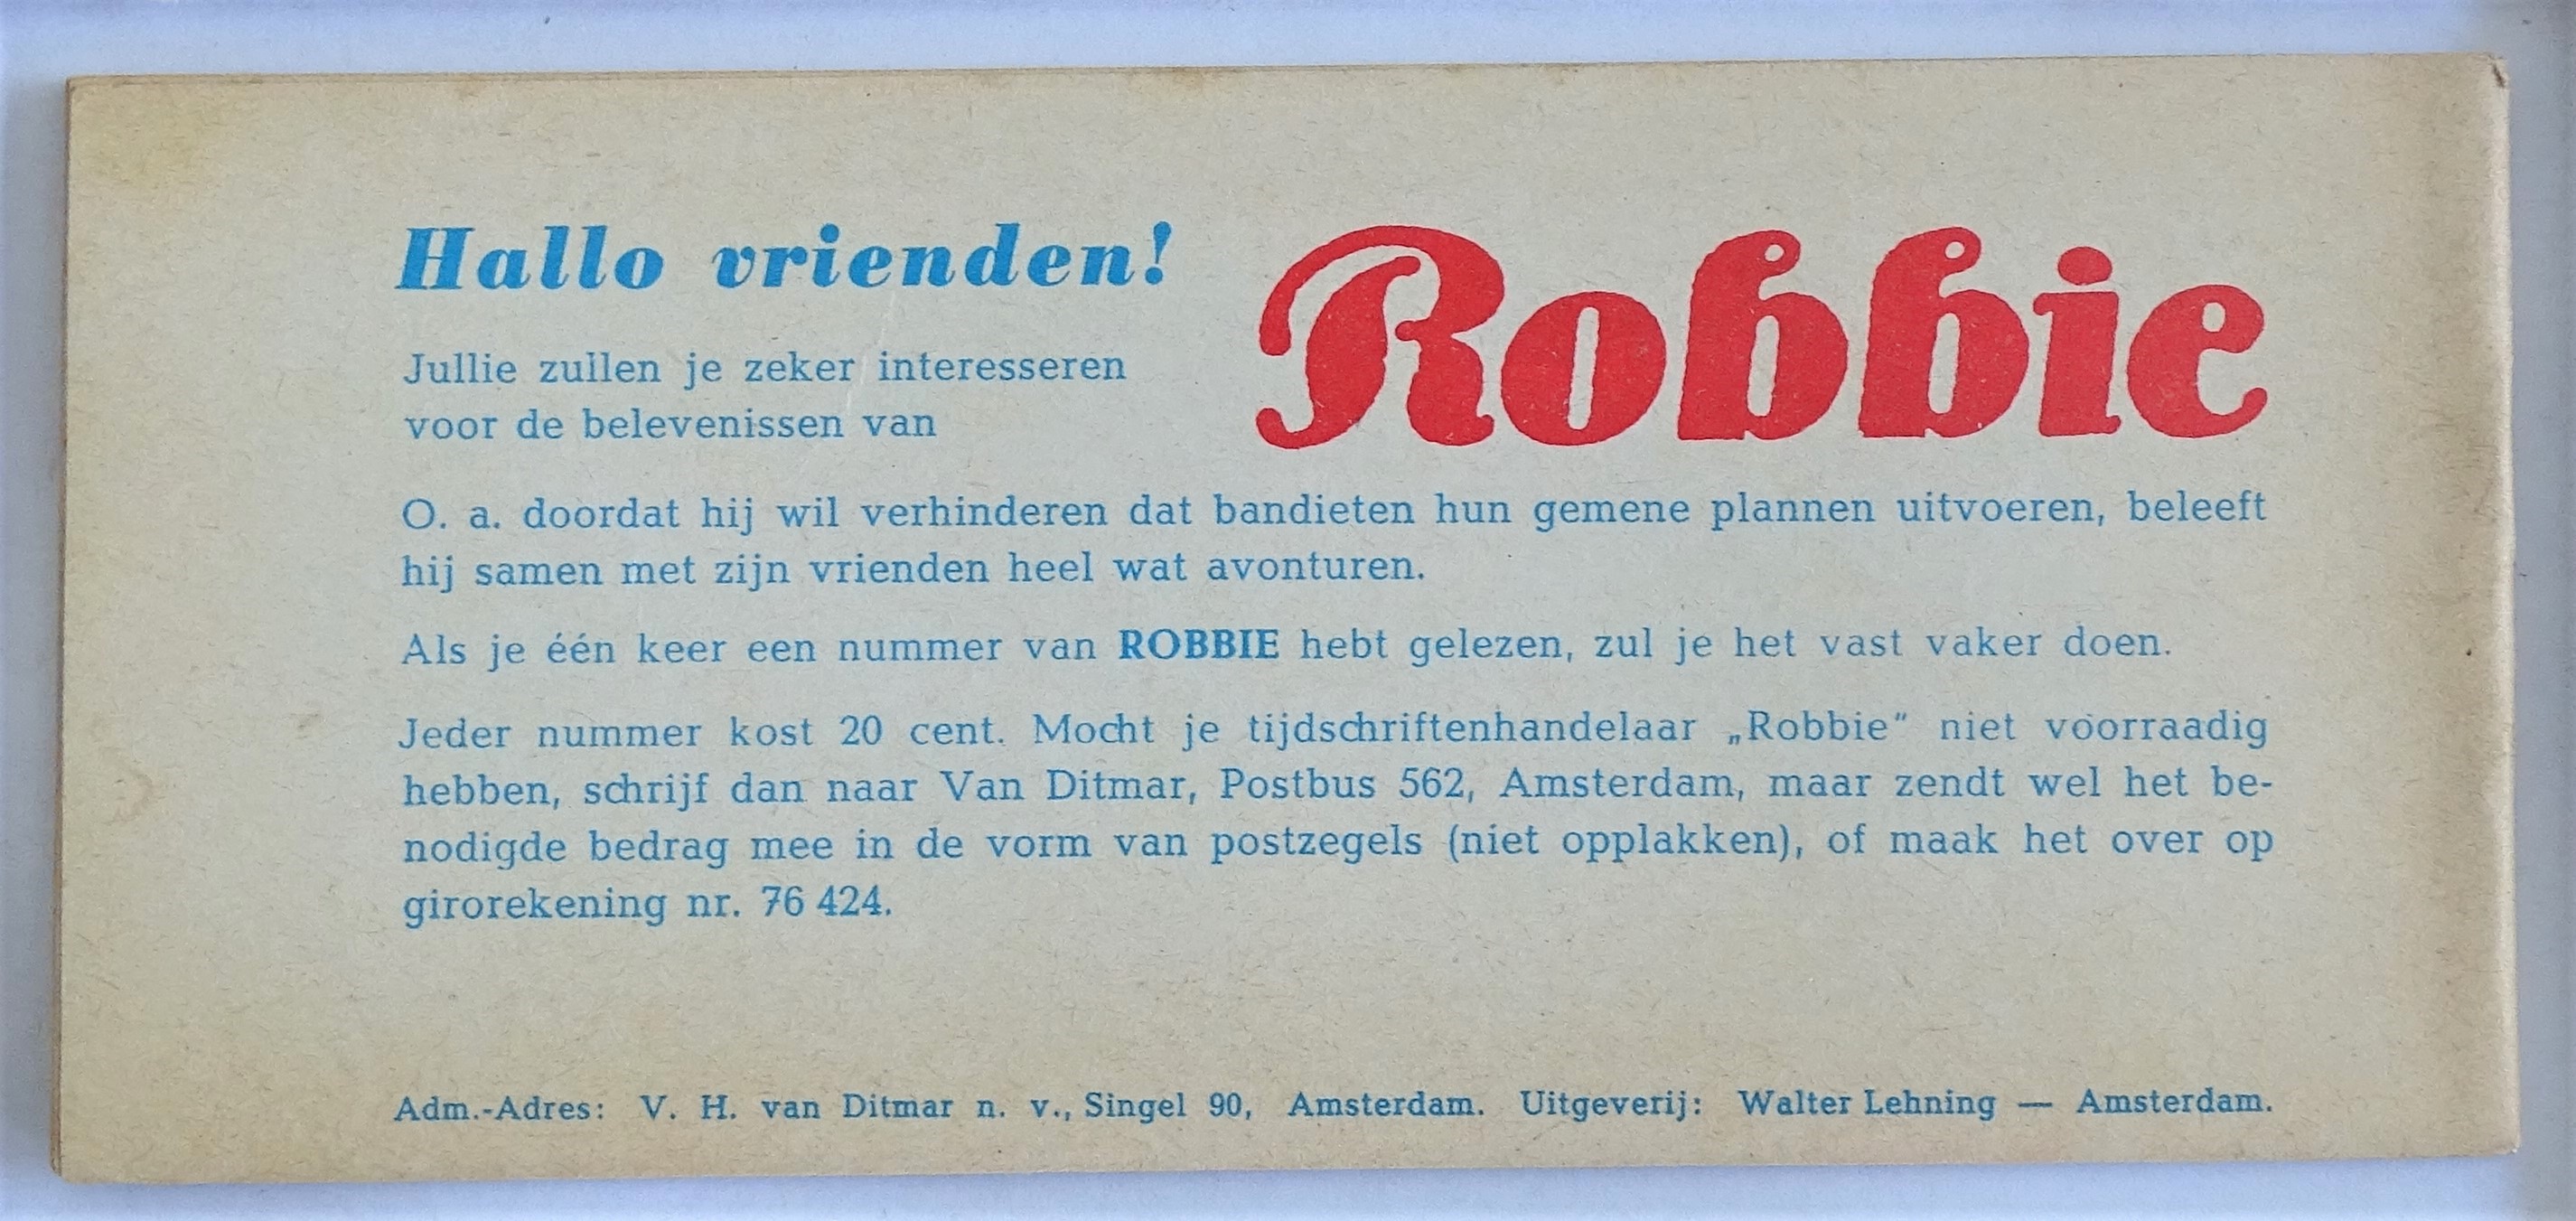 Hallo vrienden!
Jullie zullen je zeker interesseren
voor de belevenissen van
Robbie
O. a. doordat hij wil verhinderen dat bandieten hun gemene plannen uitvoeren, beleeft
hij samen met zijn vrienden heel wat avonturen.
Als je één keer een nummer van ROBBIE hebt gelezen, zul je het vast vaker doen.
Jeder nummer kost 20 cent. Mocht je tijdschriftenhandelaar „Robbie" niet voorraadig
hebben, schrijf dan naar Van Ditmar, Postbus 562, Amsterdam, maar zendt wel het be-
nodigde bedrag mee in de vorm van postzegels (niet opplakken), of maak het over op
girorekening nr. 76 424.
Adm.-Adres: V. H. van Ditmar n. v., Singel 90, Amsterdam. Uitgeverij: Walter Lehning — Amsterdam.